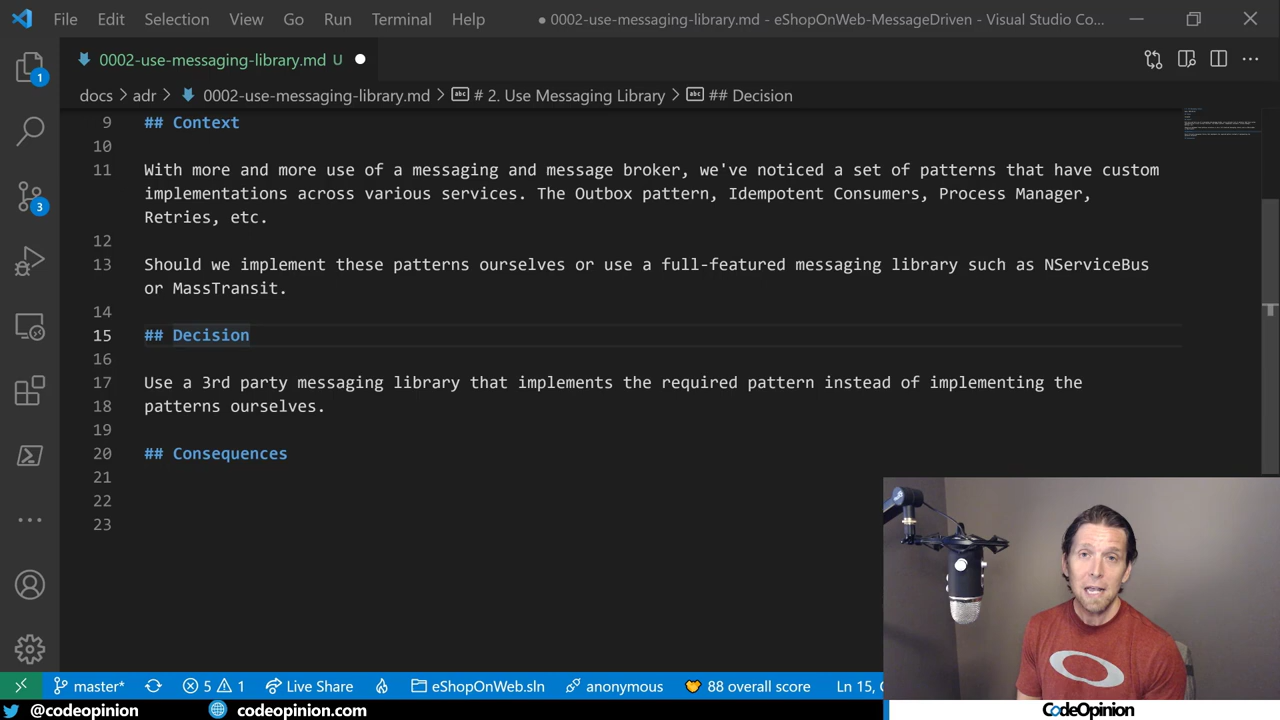 File Edit Selection View Go Run Terminal Help ● 0002-use-messaging-library.md - eShopOnWeb-MessageDriven - Visual Studio Co...
0002-use-messaging-library.md U
docs > adr > 0002-use-messaging-library.md > # 2. Use Messaging Library > ## Decision
9 ## Context
10
11 With more and more use of a messaging and message broker, we've noticed a set of patterns that have custom
implementations across various services. The Outbox pattern, Idempotent Consumers, Process Manager,
Retries, etc.
12
13 Should we implement these patterns ourselves or use a full-featured messaging library such as NServiceBus
or MassTransit.
14
15 ## Decision
16
17 Use a 3rd party messaging library that implements the required pattern instead of implementing the
18 patterns ourselves.
19
20 ## Consequences
21
22
23
1
3
master* 5 1 Live Share eShopOnWeb.sln anonymous 88 overall score Ln 15, C
@codeopinion codeopinion.com CodeOpinion